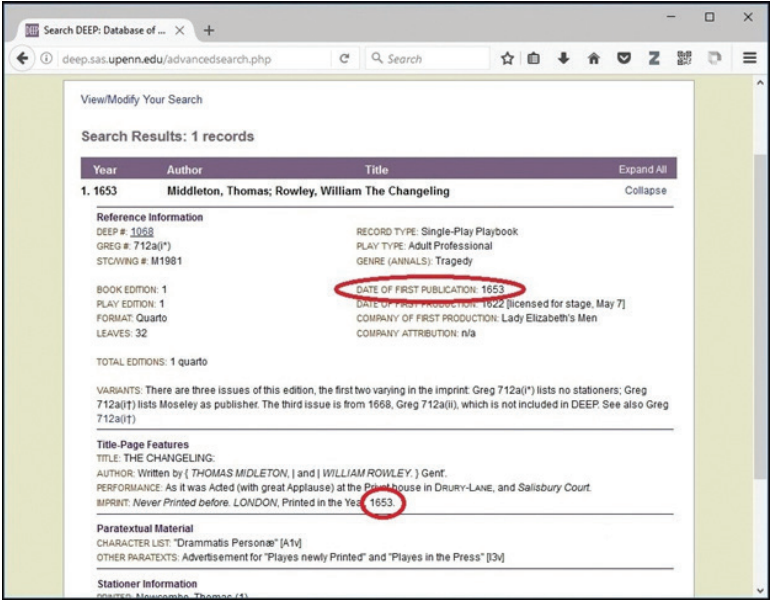 Search DEEP: Database of ...
deep.sas.upenn.edu/advancedsearch.php
Search
View/Modify Your Search
Search Results: 1 records
Year Author Title Expand All
1. 1653 Middleton, Thomas; Rowley, William The Changeling Collapse
Reference Information
DEEP #: 1068 RECORD TYPE: Single-Play Playbook
GREG #: 712a(i*) PLAY TYPE: Adult Professional
STC/WING #: M1981 GENRE (ANNALS): Tragedy
BOOK EDITION: 1 DATE OF FIRST PUBLICATION: 1653
PLAY EDITION: 1 DATE OF FIRST PRODUCTION: 1622 [licensed for stage, May 7]
FORMAT: Quarto COMPANY OF FIRST PRODUCTION: Lady Elizabeth's Men
LEAVES: 32 COMPANY ATTRIBUTION: n/a
TOTAL EDITIONS: 1 quarto
VARIANTS: There are three issues of this edition, the first two varying in the imprint: Greg 712a(i*) lists no stationers; Greg
712a(i†) lists Moseley as publisher. The third issue is from 1668, Greg 712a(ii), which is not included in DEEP. See also Greg
712a(i†)
Title-Page Features
TITLE: THE CHANGELING:
AUTHOR: Written by { THOMAS MIDLETON, | and | WILLIAM ROWLEY. } Gent'.
PERFORMANCE: As it was Acted (with great Applause) at the Privat house in DRURY-LANE, and Salisbury Court.
IMPRINT: Never Printed before. LONDON, Printed in the Year, 1653.
Paratextual Material
CHARACTER LIST: "Drammatis Personæ" [A1v]
OTHER PARATEXTS: Advertisement for "Playes newly Printed" and "Playes in the Press" [I3v]
Stationer Information
PRINTER: Newcombe, Thomas (1)